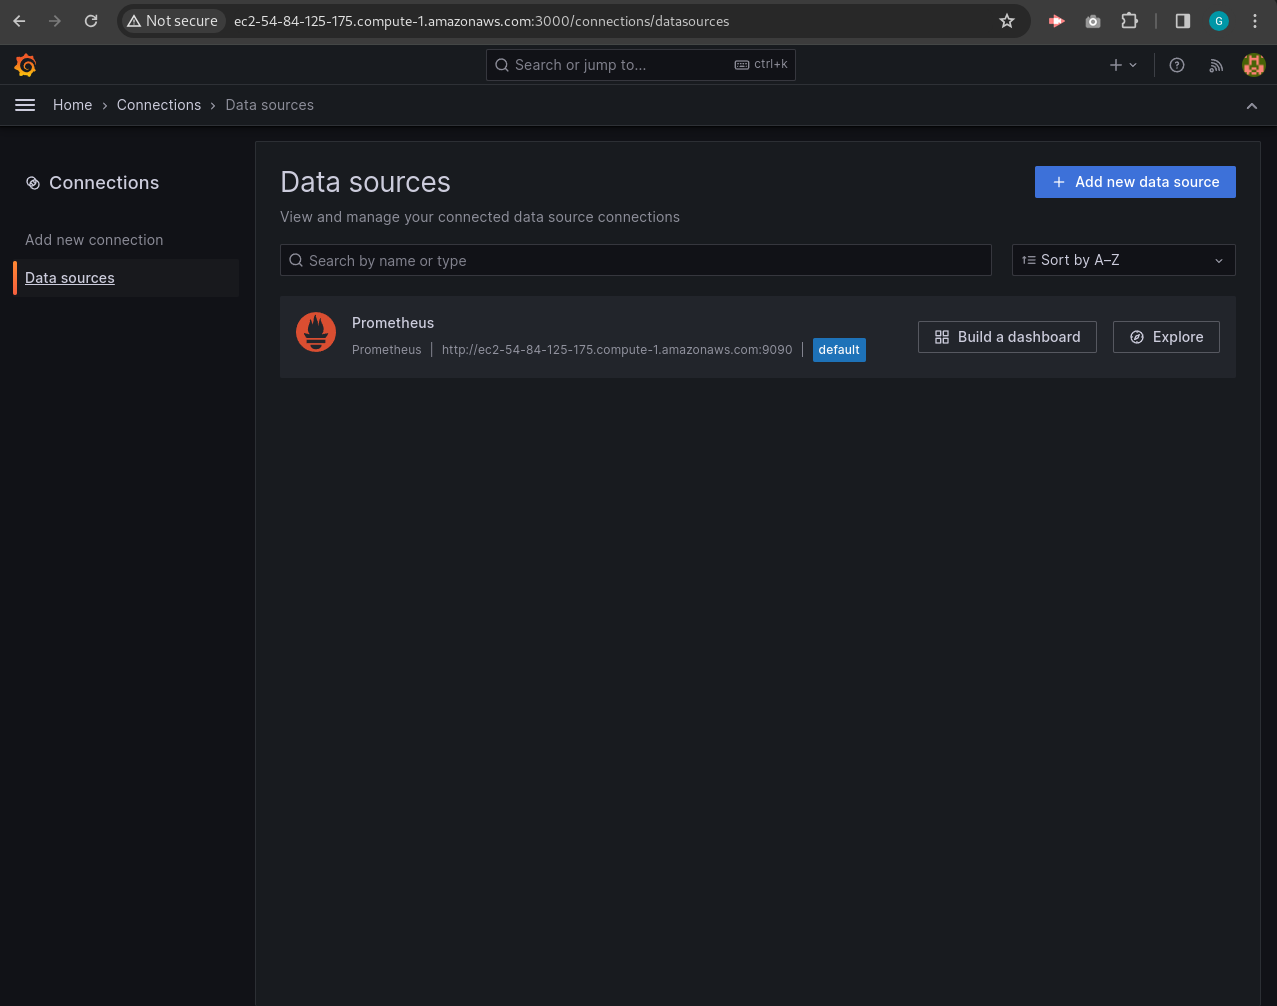 Not secure ec2-54-84-125-175.compute-1.amazonaws.com:3000/connections/datasources G
Search or jump to... ctrl+k
Home › Connections › Data sources
Connections
Add new connection
Data sources
Data sources
Add new data source
View and manage your connected data source connections
Search by name or type
Sort by A–Z
Prometheus
Prometheus | http://ec2-54-84-125-175.compute-1.amazonaws.com:9090 | default
Build a dashboard
Explore